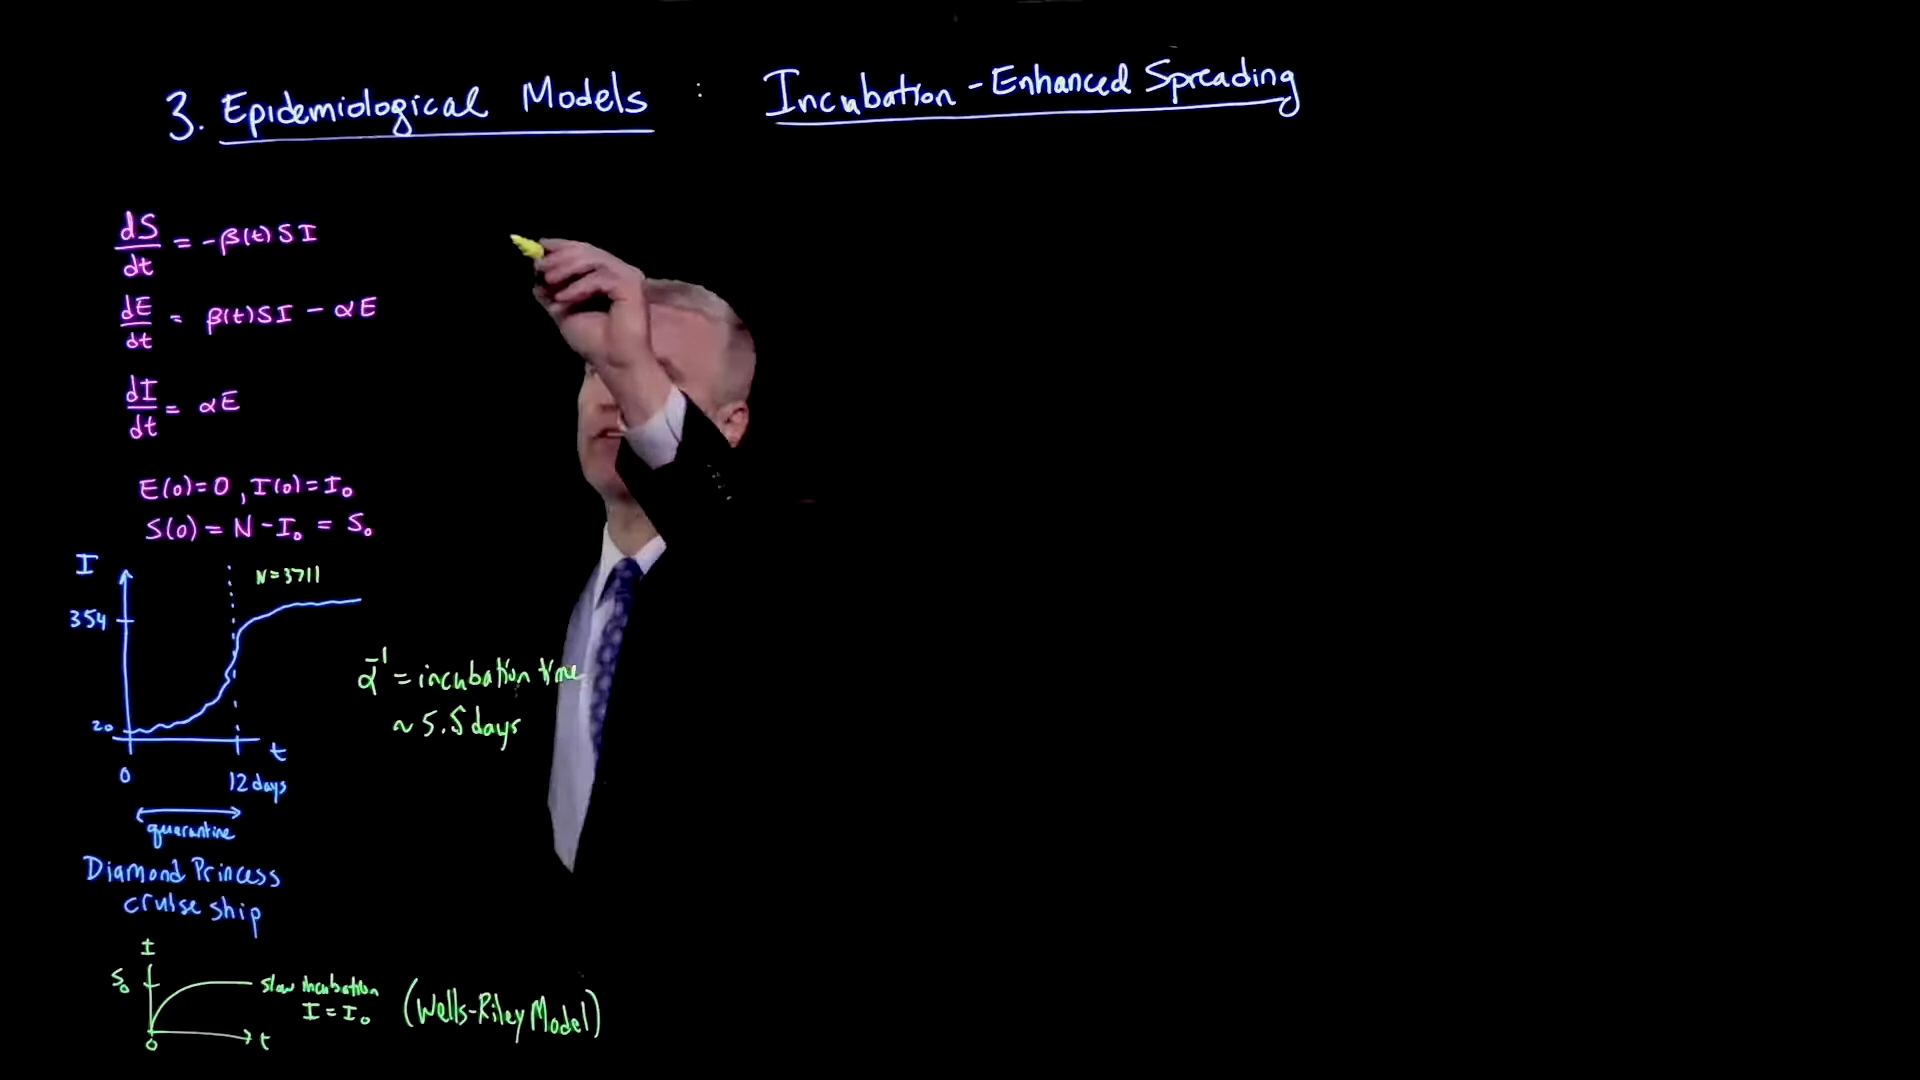 3. Epidemiological Models : Incubation-Enhanced Spreading
dS/dt = -β(t) S I
dE/dt = β(t) S I - αE
dI/dt = αE
E(0)=0, I(0)=I₀
S(0) = N - I₀ = S₀
I
N=3711
354
20
t
0
12 days
quarantine
Diamond Princess
cruise ship
α⁻¹ = incubation time
~ 5.5 days
I
S₀
slow incubation
I = I₀
(Wells-Riley Model)
0
t